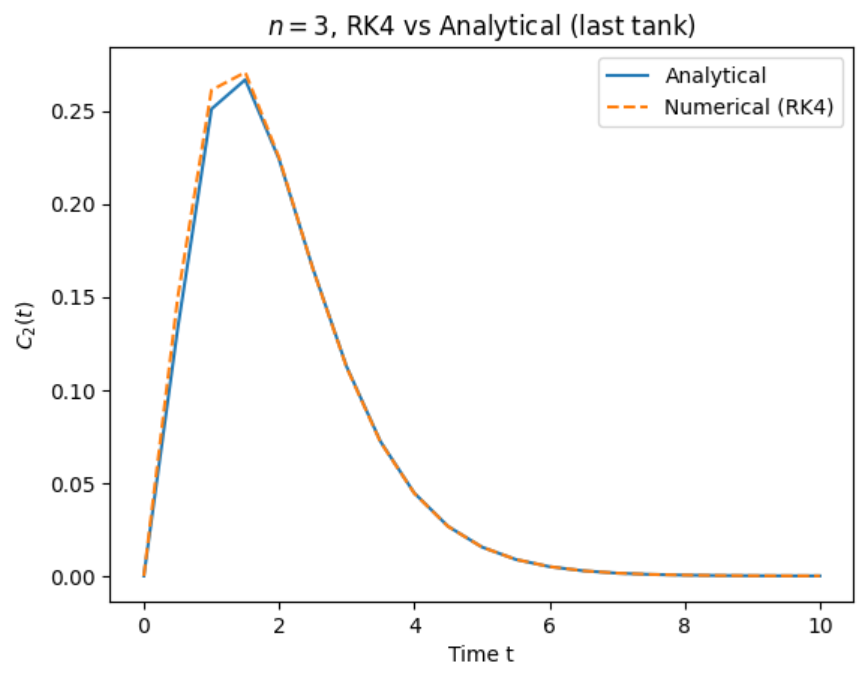 n = 3, RK4 vs Analytical (last tank)
Analytical
Numerical (RK4)
0.25
0.20
0.15
0.10
0.05
0.00
C₂(t)
0 2 4 6 8 10
Time t